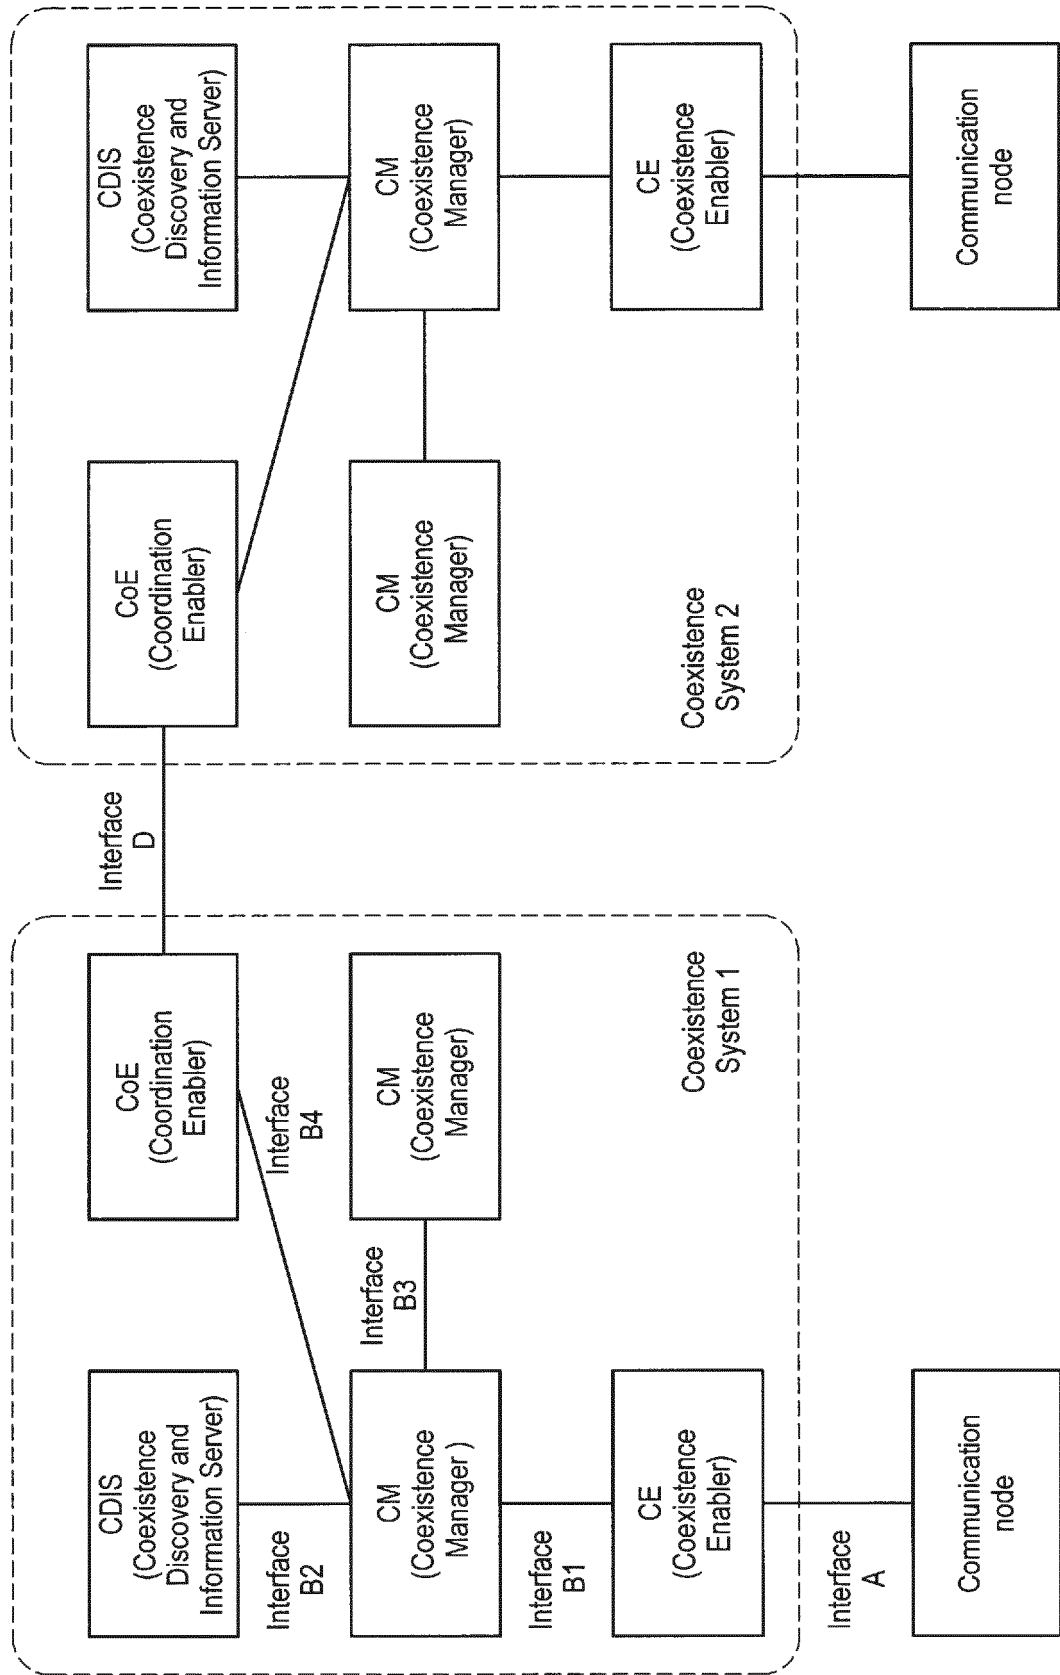 CDIS
(Coexistence
Discovery and
Information Server)
CoE
(Coordination
Enabler)
Interface
D
CoE
(Coordination
Enabler)
CDIS
(Coexistence
Discovery and
Information Server)
Interface
B2
Interface
B4
CM
(Coexistence
Manager )
Interface
B3
CM
(Coexistence
Manager)
CM
(Coexistence
Manager)
CM
(Coexistence
Manager)
Interface
B1
CE
(Coexistence
Enabler)
Coexistence
System 1
Coexistence
System 2
CE
(Coexistence
Enabler)
Interface
A
Communication
node
Communication
node